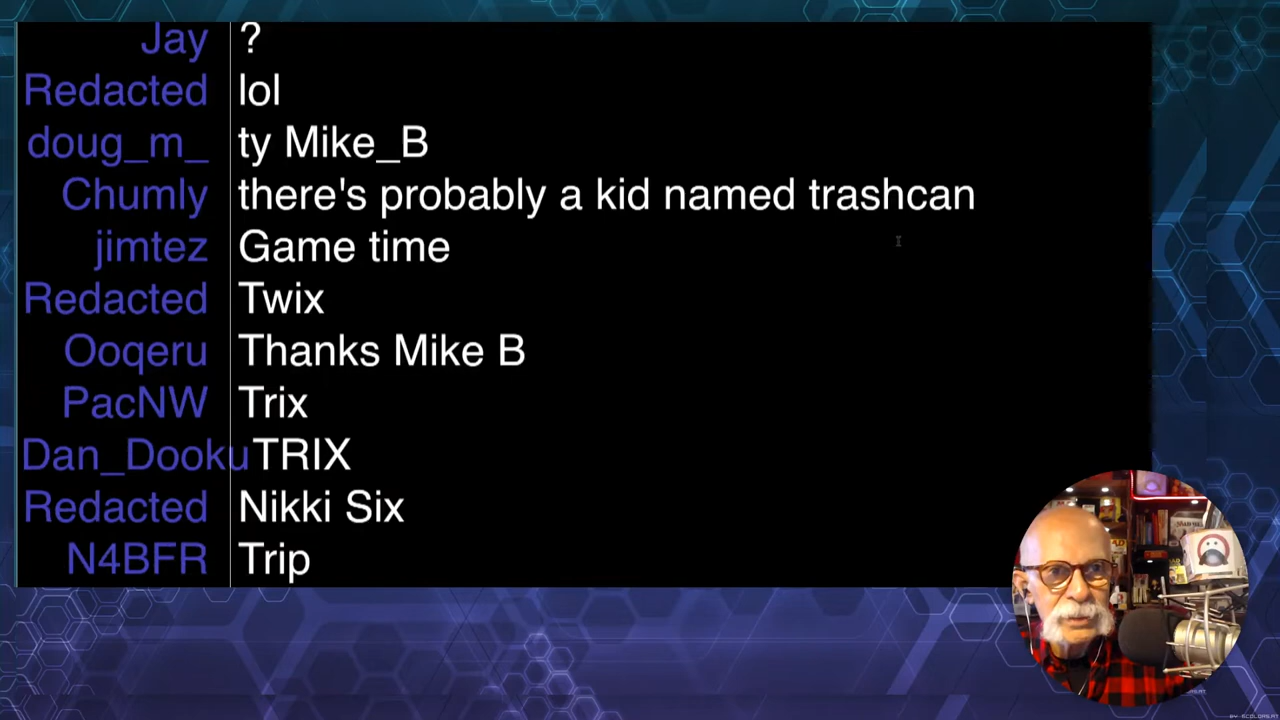 Jay ?
Redacted lol
doug_m_ ty Mike_B
Chumly there's probably a kid named trashcan
jimtez Game time
Redacted Twix
Ooqeru Thanks Mike B
PacNW Trix
Dan_Dooku TRIX
Redacted Nikki Six
N4BFR Trip